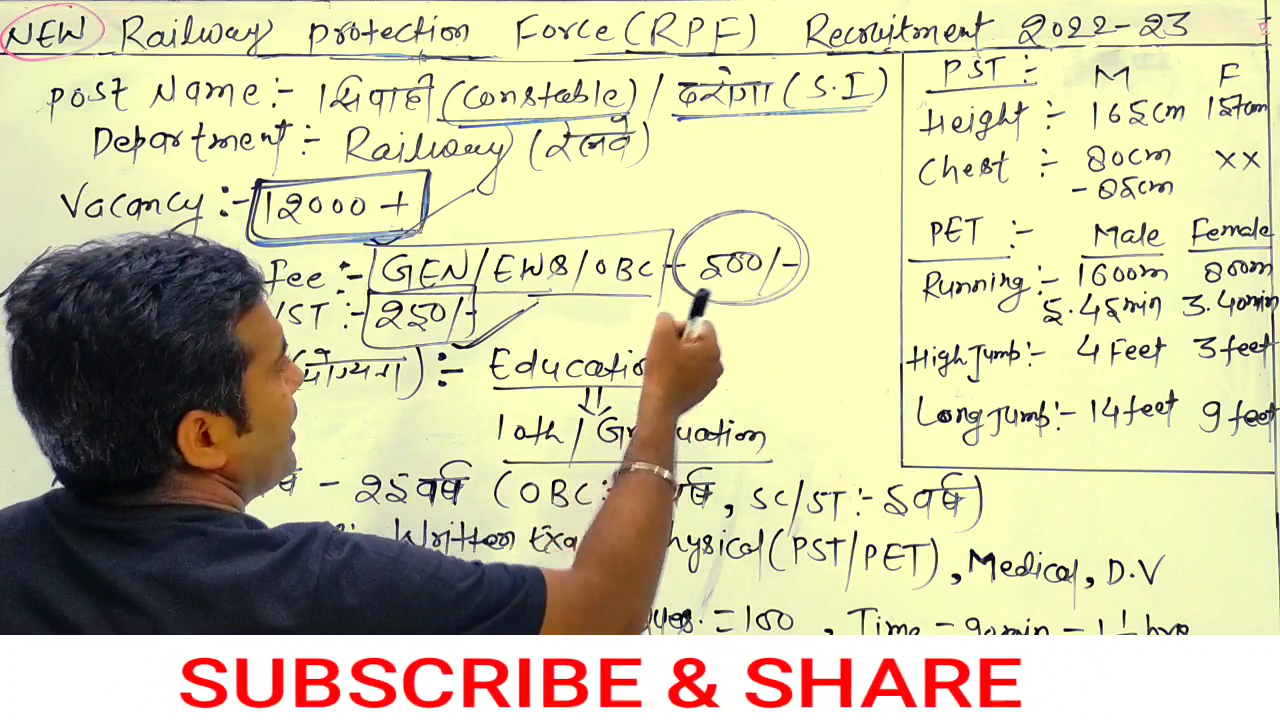 NEW Railway Protection Force (RPF) Recruitment 2022-23
Post Name :- सिपाही (Constable) / दरोगा (S.I)
Department :- Railway (रेलवे)
Vacancy :- 12000 +
Fee :- GEN/EWS/OBC - 500/-
/ST :- 250/-
(योग्यता) :- Education
10th / Graduation
- 25 वर्ष (OBC: वर्ष, SC/ST :- 5 वर्ष)
Written Physical (PST/PET), Medical, D.V
= 100, Time - 90 min - 1 1/2 hrs
PST :- M F
Height :- 165cm 157cm
Chest :- 80cm XX
- 85cm
PET :- Male Female
Running :- 1600m 800m
5.45min 3.40min
High Jump :- 4 Feet 3 feet
Long Jump :- 14 feet 9 feet
SUBSCRIBE & SHARE